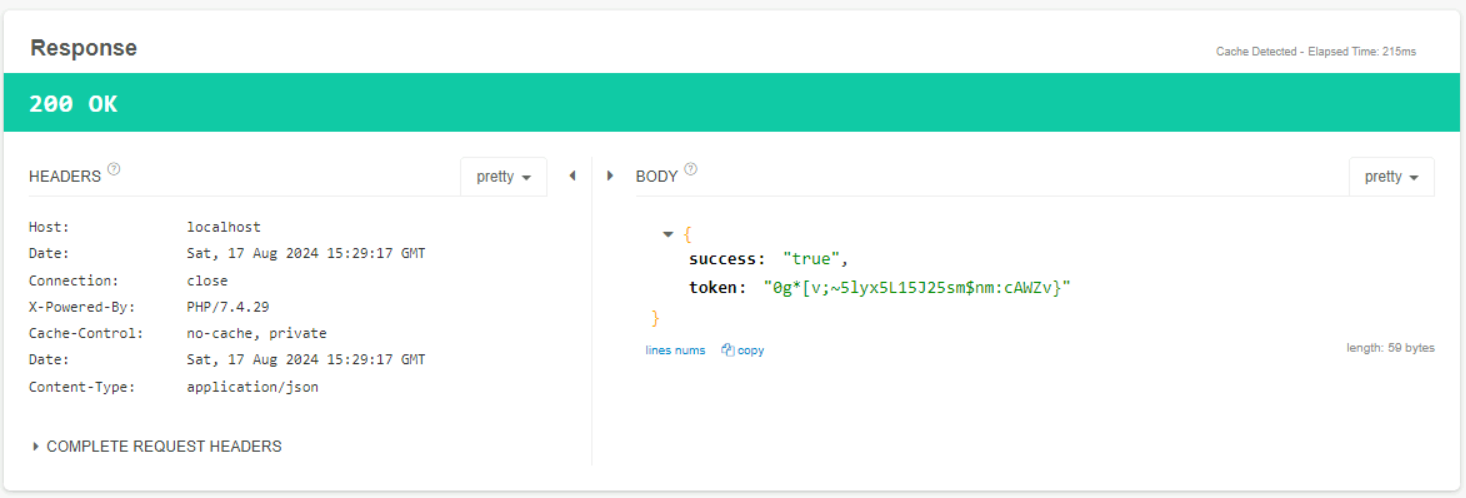 Response
Cache Detected - Elapsed Time: 215ms
200 OK
HEADERS ?
pretty
Host: localhost
Date: Sat, 17 Aug 2024 15:29:17 GMT
Connection: close
X-Powered-By: PHP/7.4.29
Cache-Control: no-cache, private
Date: Sat, 17 Aug 2024 15:29:17 GMT
Content-Type: application/json
COMPLETE REQUEST HEADERS
BODY ?
pretty
{
success: "true",
token: "0g*[v;~5lyx5L15J25sm$nm:cAWZv}"
}
lines nums copy
length: 59 bytes